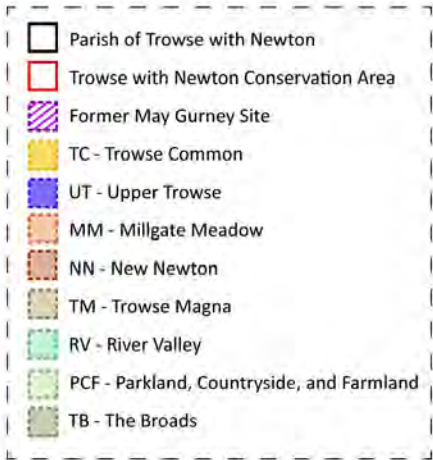 Parish of Trowse with Newton
Trowse with Newton Conservation Area
Former May Gurney Site
TC - Trowse Common
UT - Upper Trowse
MM - Millgate Meadow
NN - New Newton
TM - Trowse Magna
RV - River Valley
PCF - Parkland, Countryside, and Farmland
TB - The Broads